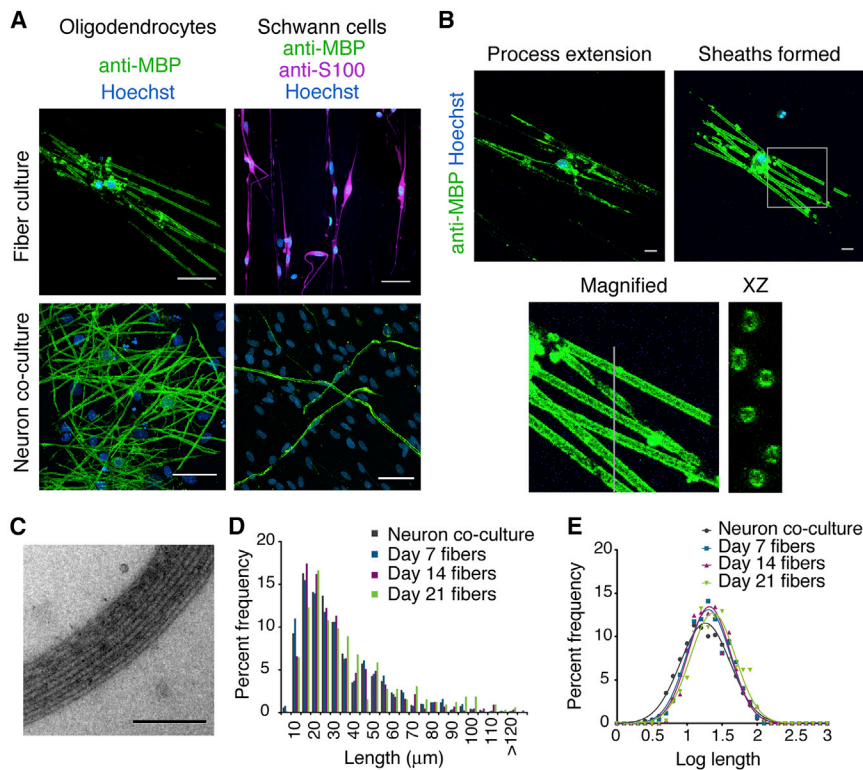 A
Oligodendrocytes
anti-MBP
Hoechst
Schwann cells
anti-MBP
anti-S100
Hoechst
Fiber culture
Neuron co-culture
B
Process extension
Sheaths formed
anti-MBP Hoechst
Magnified
XZ
C
D
Neuron co-culture
Day 7 fibers
Day 14 fibers
Day 21 fibers
Percent frequency
20
15
10
5
0
10
20
30
40
50
60
70
80
90
100
110
>120
Length (μm)
E
Neuron co-culture
Day 7 fibers
Day 14 fibers
Day 21 fibers
Percent frequency
20
15
10
5
0
0
0.5
1
1.5
2
2.5
3
Log length